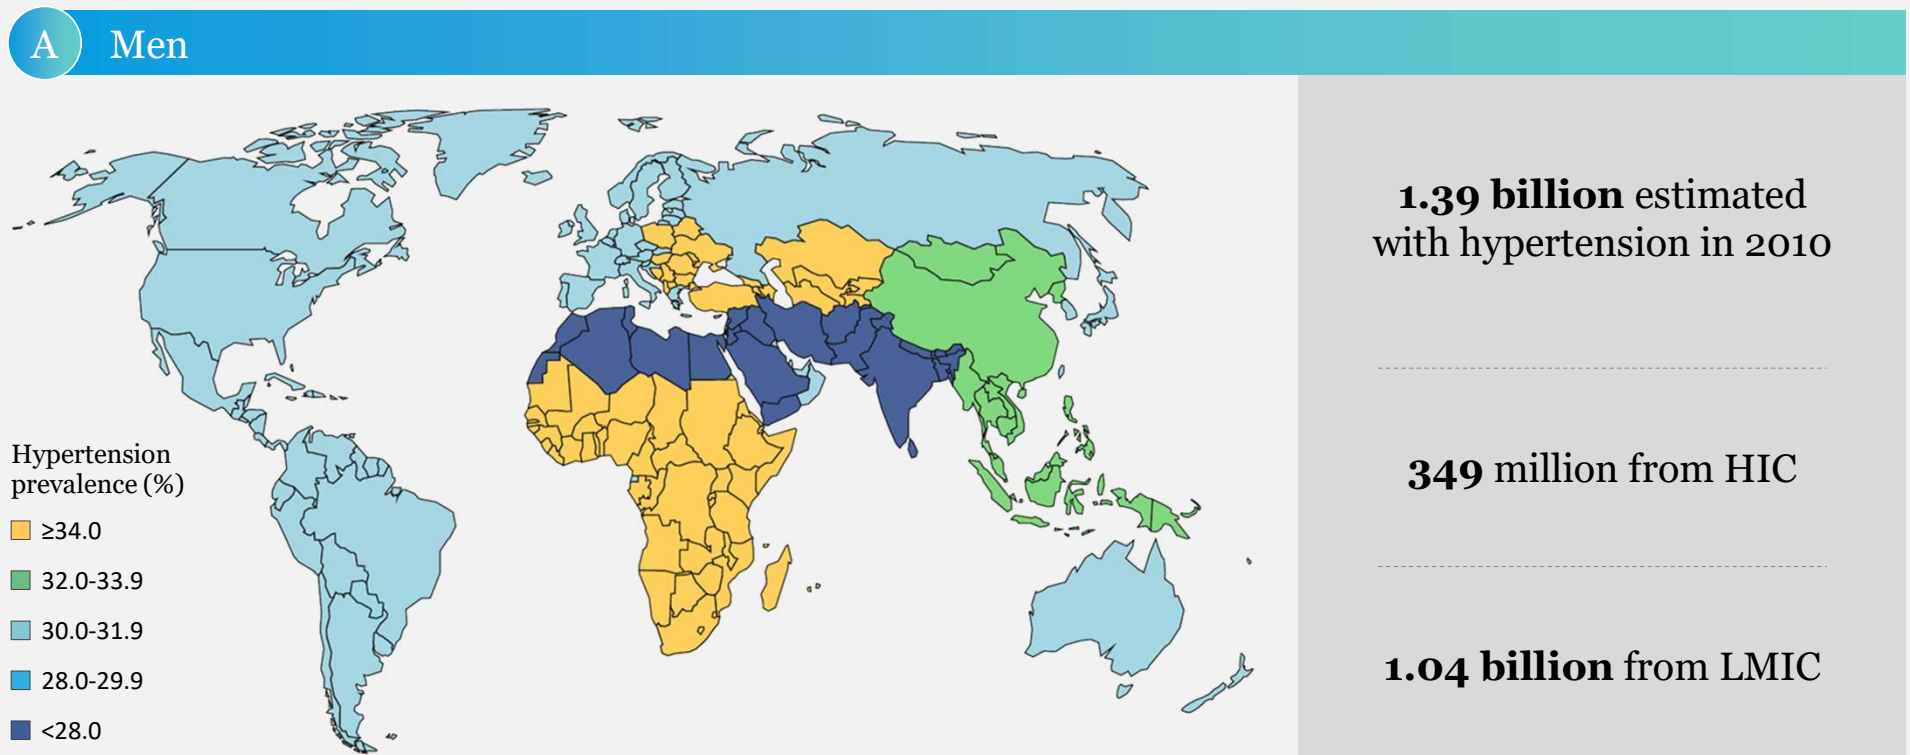 A Men
Hypertension
prevalence (%)
≥34.0
32.0-33.9
30.0-31.9
28.0-29.9
<28.0
1.39 billion estimated
with hypertension in 2010
349 million from HIC
1.04 billion from LMIC